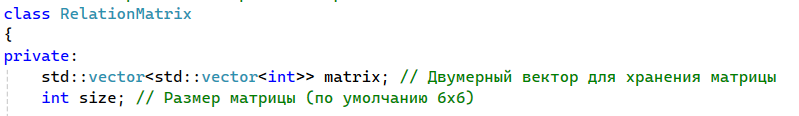 class RelationMatrix
{
private:
std::vector<std::vector<int>> matrix; // Двумерный вектор для хранения матрицы
int size; // Размер матрицы (по умолчанию 6x6)